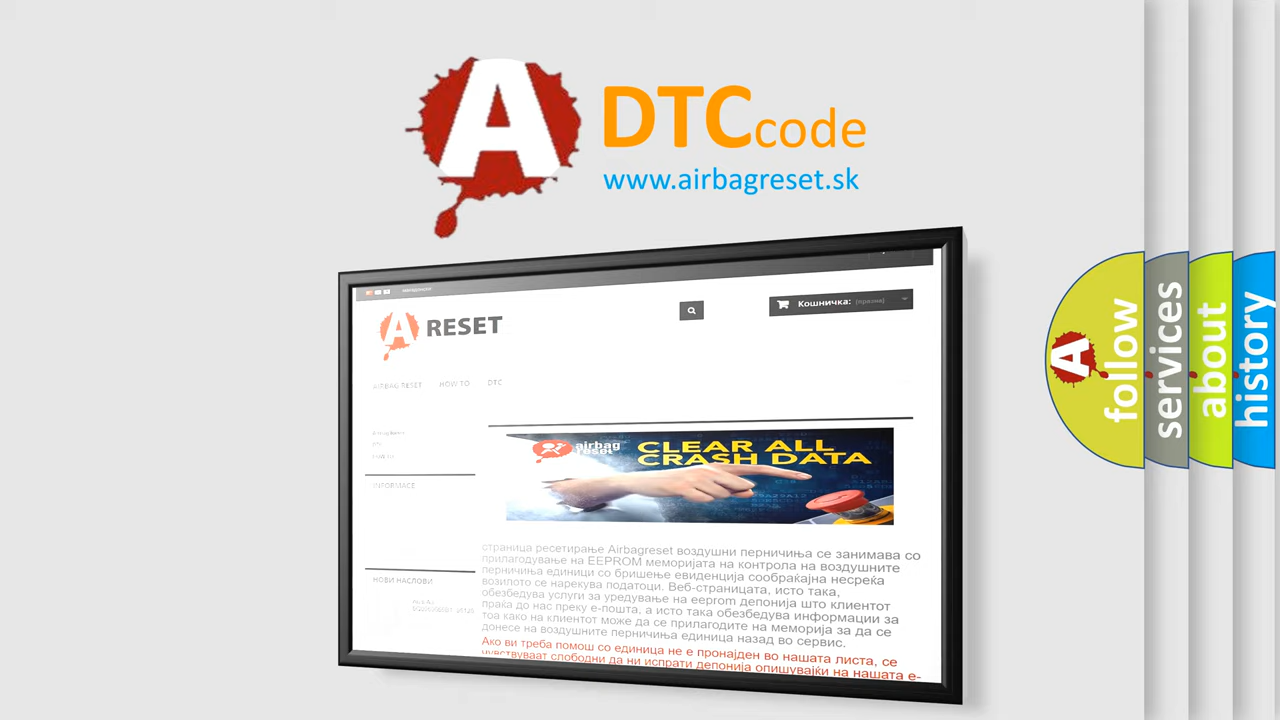 A DTCcode
www.airbagreset.sk
A RESET
Кошничка: (празна)
AIRBAG RESET HOW TO DTC
INFORMACE
airbag
reset
CLEAR ALL
CRASH DATA
страница ресетирање Airbagreset воздушни перничиња се занимава со
прилагодување на EEPROM меморијата на контрола на воздушните
перничиња единици со бришење евиденција сообраќајна несреќа
возилото се нарекува податоци. Веб-страницата, исто така,
обезбедува услуги за уредување на eeprom депонија што клиентот
праќа до нас преку е-пошта, а исто така обезбедува информации за
тоа како на клиентот може да се прилагодите на меморија за да се
донесе на воздушните перничиња единица назад во сервис.
НОВИ НАСЛОВИ
Ако ви треба помош со единица не е пронајден во нашата листа, се
чувствуваат слободни да ни испрати депонија опишувајќи на нашата е-
A follow
services
about
history